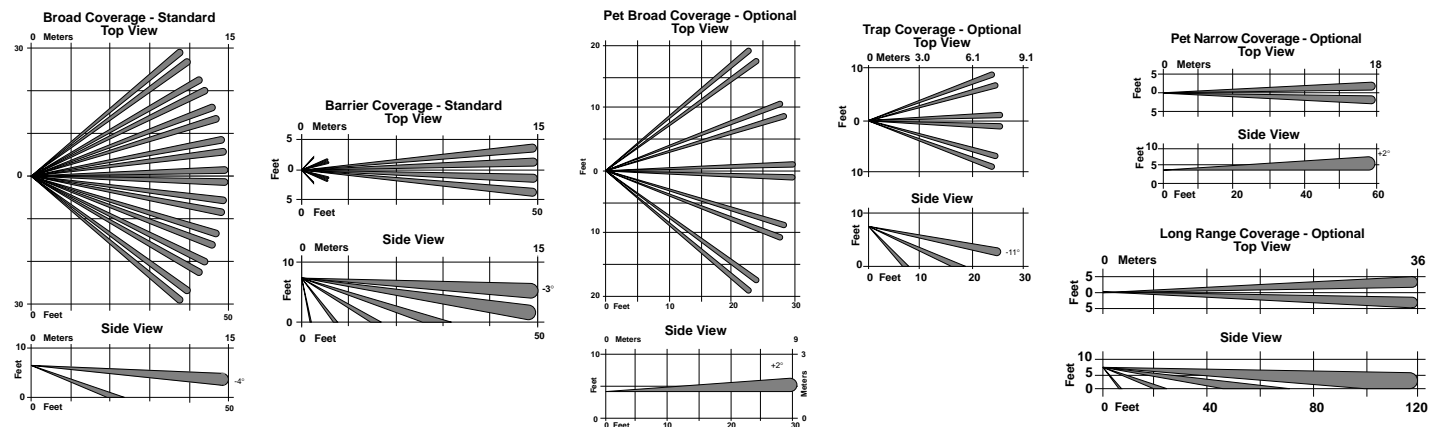 Broad Coverage - Standard
Top View
0 Meters 15
30
0
30
0 Feet 50
Side View
0 Meters 15
10
Feet
0
-4°
0 Feet 50
Barrier Coverage - Standard
Top View
0 Meters 15
5
Feet
0
5
0 Feet 50
Side View
Meters 15
10
Feet
0
-3°
0 Feet 50
Pet Broad Coverage - Optional
Top View
20
10
Feet
0
10
20
0 Feet 10 20 30
Side View
0 Meters 9
10 3
+2°
Feet
Meters
0 0
0 Feet 10 20 30
Trap Coverage - Optional
Top View
0 Meters 3.0 6.1 9.1
10
Feet
0
10
Side View
10
Feet
0
-11°
0 Feet 10 20 30
Pet Narrow Coverage - Optional
Top View
0 Meters 18
5
Feet
0
5
Side View
10
Feet
5
0
+2°
0 Feet 20 40 60
Long Range Coverage - Optional
Top View
0 Meters 36
5
Feet
0
5
Side View
10
Feet
5
0
0 Feet 40 80 120